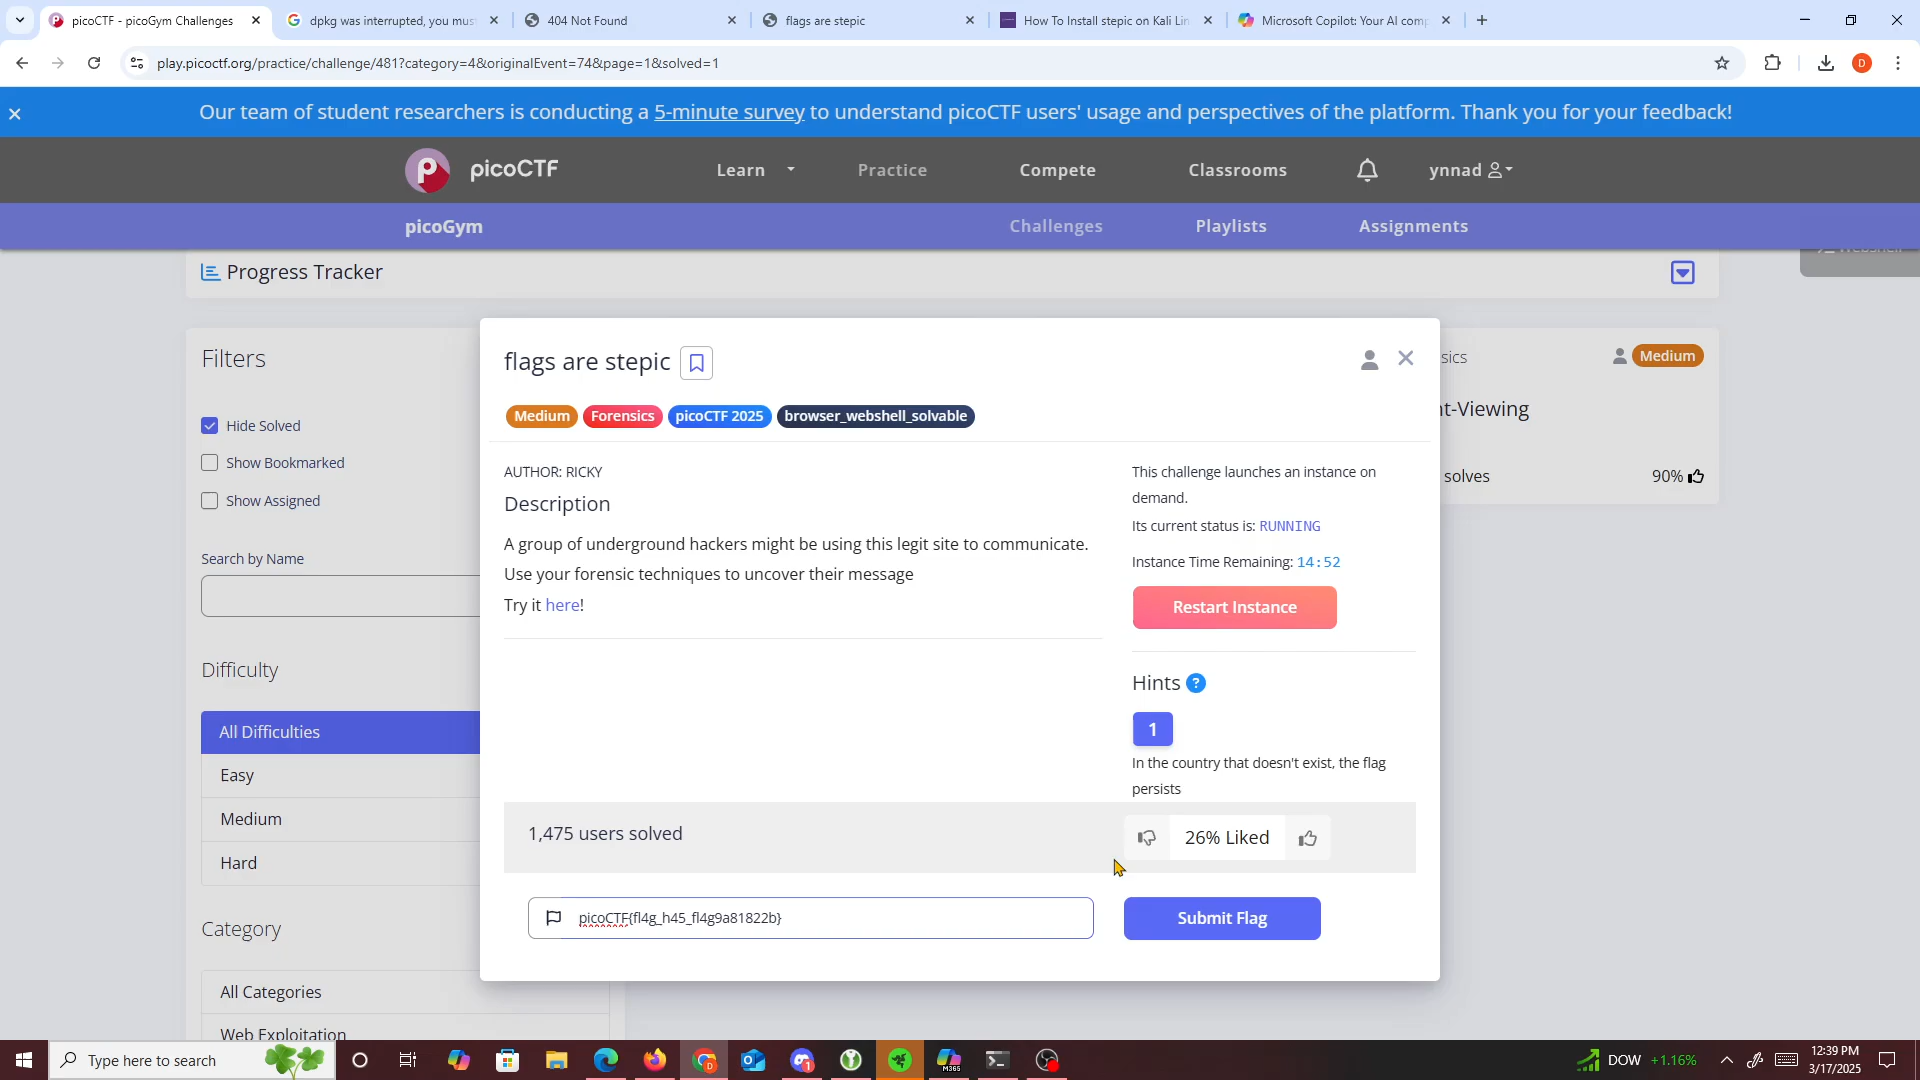 picoCTF - picoGym Challenges
dpkg was interrupted, you mus
404 Not Found
flags are stepic
How To Install stepic on Kali Lin
Microsoft Copilot: Your AI comp
play.picoctf.org/practice/challenge/481?category=4&originalEvent=74&page=1&solved=1
D
Our team of student researchers is conducting a 5-minute survey to understand picoCTF users' usage and perspectives of the platform. Thank you for your feedback!
picoCTF
Learn
Practice
Compete
Classrooms
ynnad
picoGym
Challenges
Playlists
Assignments
Progress Tracker
Filters
Hide Solved
Show Bookmarked
Show Assigned
Search by Name
Difficulty
All Difficulties
Easy
Medium
Hard
Category
All Categories
Web Exploitation
flags are stepic
Medium
Forensics
picoCTF 2025
browser_webshell_solvable
AUTHOR: RICKY
Description
A group of underground hackers might be using this legit site to communicate.
Use your forensic techniques to uncover their message
Try it here!
This challenge launches an instance on
demand.
Its current status is: RUNNING
Instance Time Remaining: 14:52
Restart Instance
Hints ?
1
In the country that doesn't exist, the flag
persists
1,475 users solved
26% Liked
picoCTF{fl4g_h45_fl4g9a81822b}
Submit Flag
sics
Medium
nt-Viewing
solves
90%
Type here to search
M365
DOW +1.16%
12:39 PM
3/17/2025